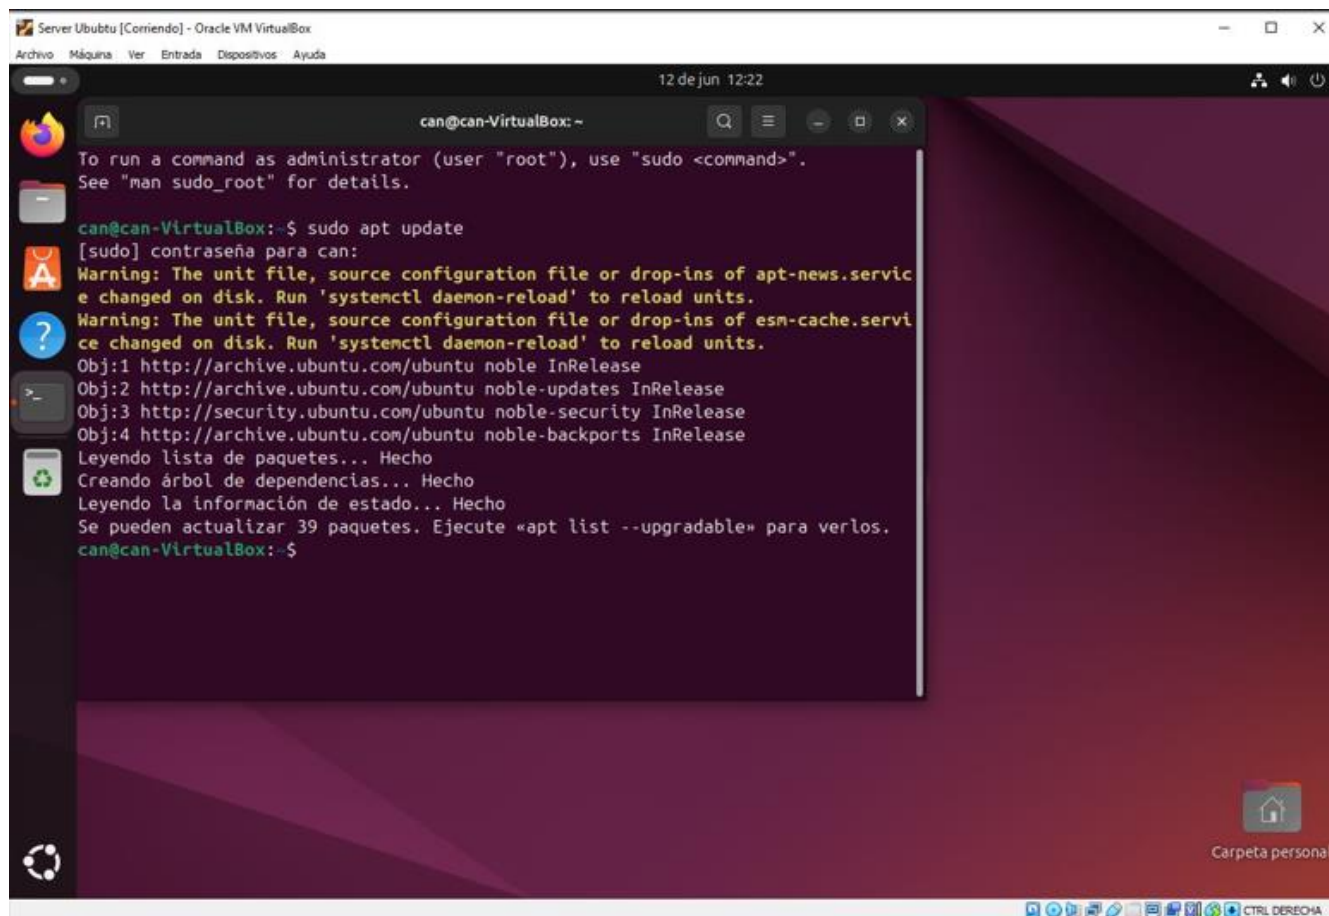 Server Ububtu [Corriendo] - Oracle VM VirtualBox
Archivo Máquina Ver Entrada Dispositivos Ayuda
12 de jun 12:22
can@can-VirtualBox: ~
To run a command as administrator (user "root"), use "sudo <command>".
See "man sudo_root" for details.
can@can-VirtualBox:~$ sudo apt update
[sudo] contraseña para can:
Warning: The unit file, source configuration file or drop-ins of apt-news.servic
e changed on disk. Run 'systemctl daemon-reload' to reload units.
Warning: The unit file, source configuration file or drop-ins of esm-cache.servi
ce changed on disk. Run 'systemctl daemon-reload' to reload units.
Obj:1 http://archive.ubuntu.com/ubuntu noble InRelease
Obj:2 http://archive.ubuntu.com/ubuntu noble-updates InRelease
Obj:3 http://security.ubuntu.com/ubuntu noble-security InRelease
Obj:4 http://archive.ubuntu.com/ubuntu noble-backports InRelease
Leyendo lista de paquetes... Hecho
Creando árbol de dependencias... Hecho
Leyendo la información de estado... Hecho
Se pueden actualizar 39 paquetes. Ejecute «apt list --upgradable» para verlos.
can@can-VirtualBox:~$
Carpeta personal
CTRL DERECHA